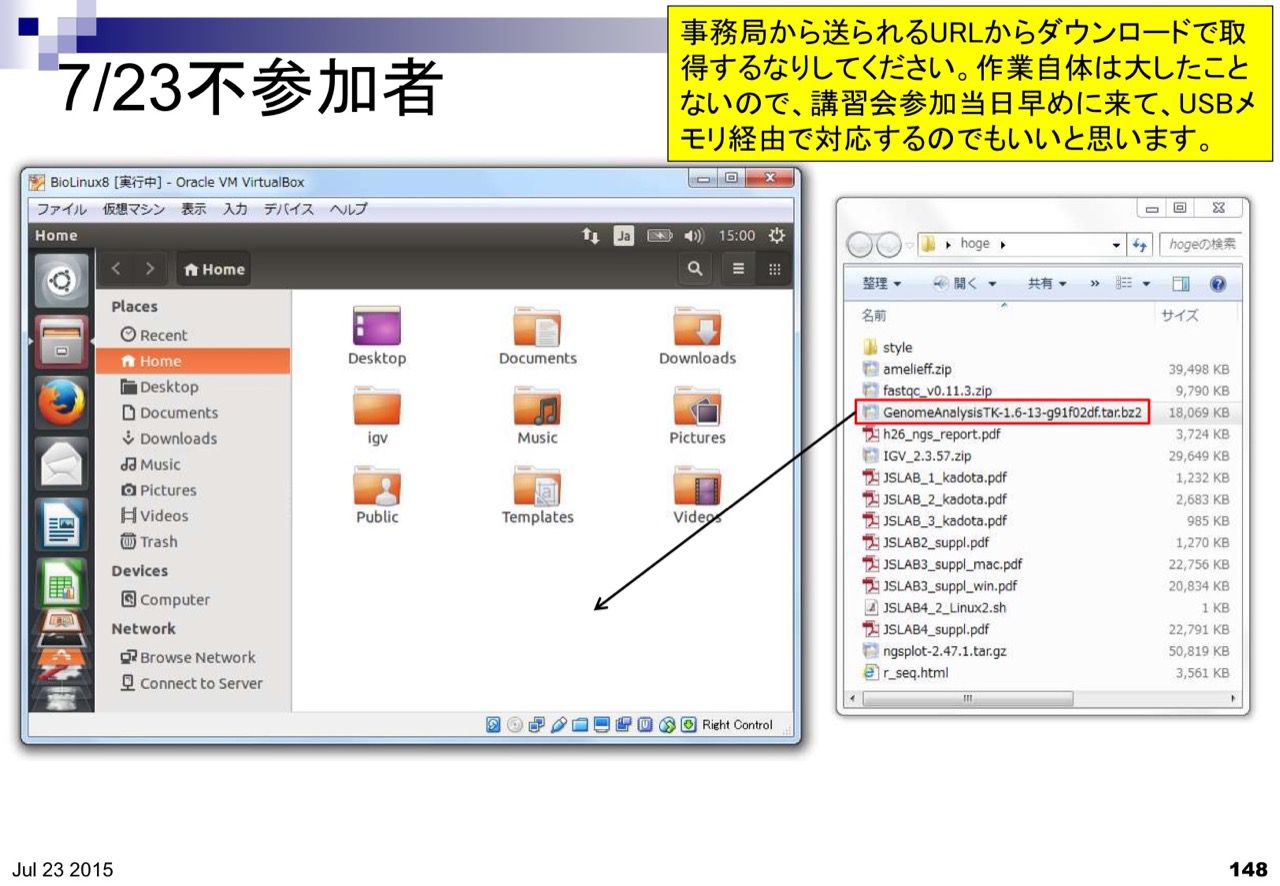 7/23不参加者
事務局から送られるURLからダウンロードで取
得するなりしてください。作業自体は大したこと
ないので、講習会参加当日早めに来て、USBメ
モリ経由で対応するのでもいいと思います。
BioLinux8 [実行中] - Oracle VM VirtualBox
ファイル 仮想マシン 表示 入力 デバイス ヘルプ
Home Ja 15:00
Home
Places
Recent
Home
Desktop
Documents
Downloads
Music
Pictures
Videos
Trash
Devices
Computer
Network
Browse Network
Connect to Server
Desktop Documents Downloads
igv Music Pictures
Public Templates Videos
Right Control
hoge hogeの検索
整理 開く 共有 »
名前 サイズ
style
amelieff.zip 39,498 KB
fastqc_v0.11.3.zip 9,790 KB
GenomeAnalysisTK-1.6-13-g91f02df.tar.bz2 18,069 KB
h26_ngs_report.pdf 3,724 KB
IGV_2.3.57.zip 29,649 KB
JSLAB_1_kadota.pdf 1,232 KB
JSLAB_2_kadota.pdf 2,683 KB
JSLAB_3_kadota.pdf 985 KB
JSLAB2_suppl.pdf 1,270 KB
JSLAB3_suppl_mac.pdf 22,756 KB
JSLAB3_suppl_win.pdf 20,834 KB
JSLAB4_2_Linux2.sh 1 KB
JSLAB4_suppl.pdf 22,791 KB
ngsplot-2.47.1.tar.gz 50,819 KB
r_seq.html 3,561 KB
Jul 23 2015
148